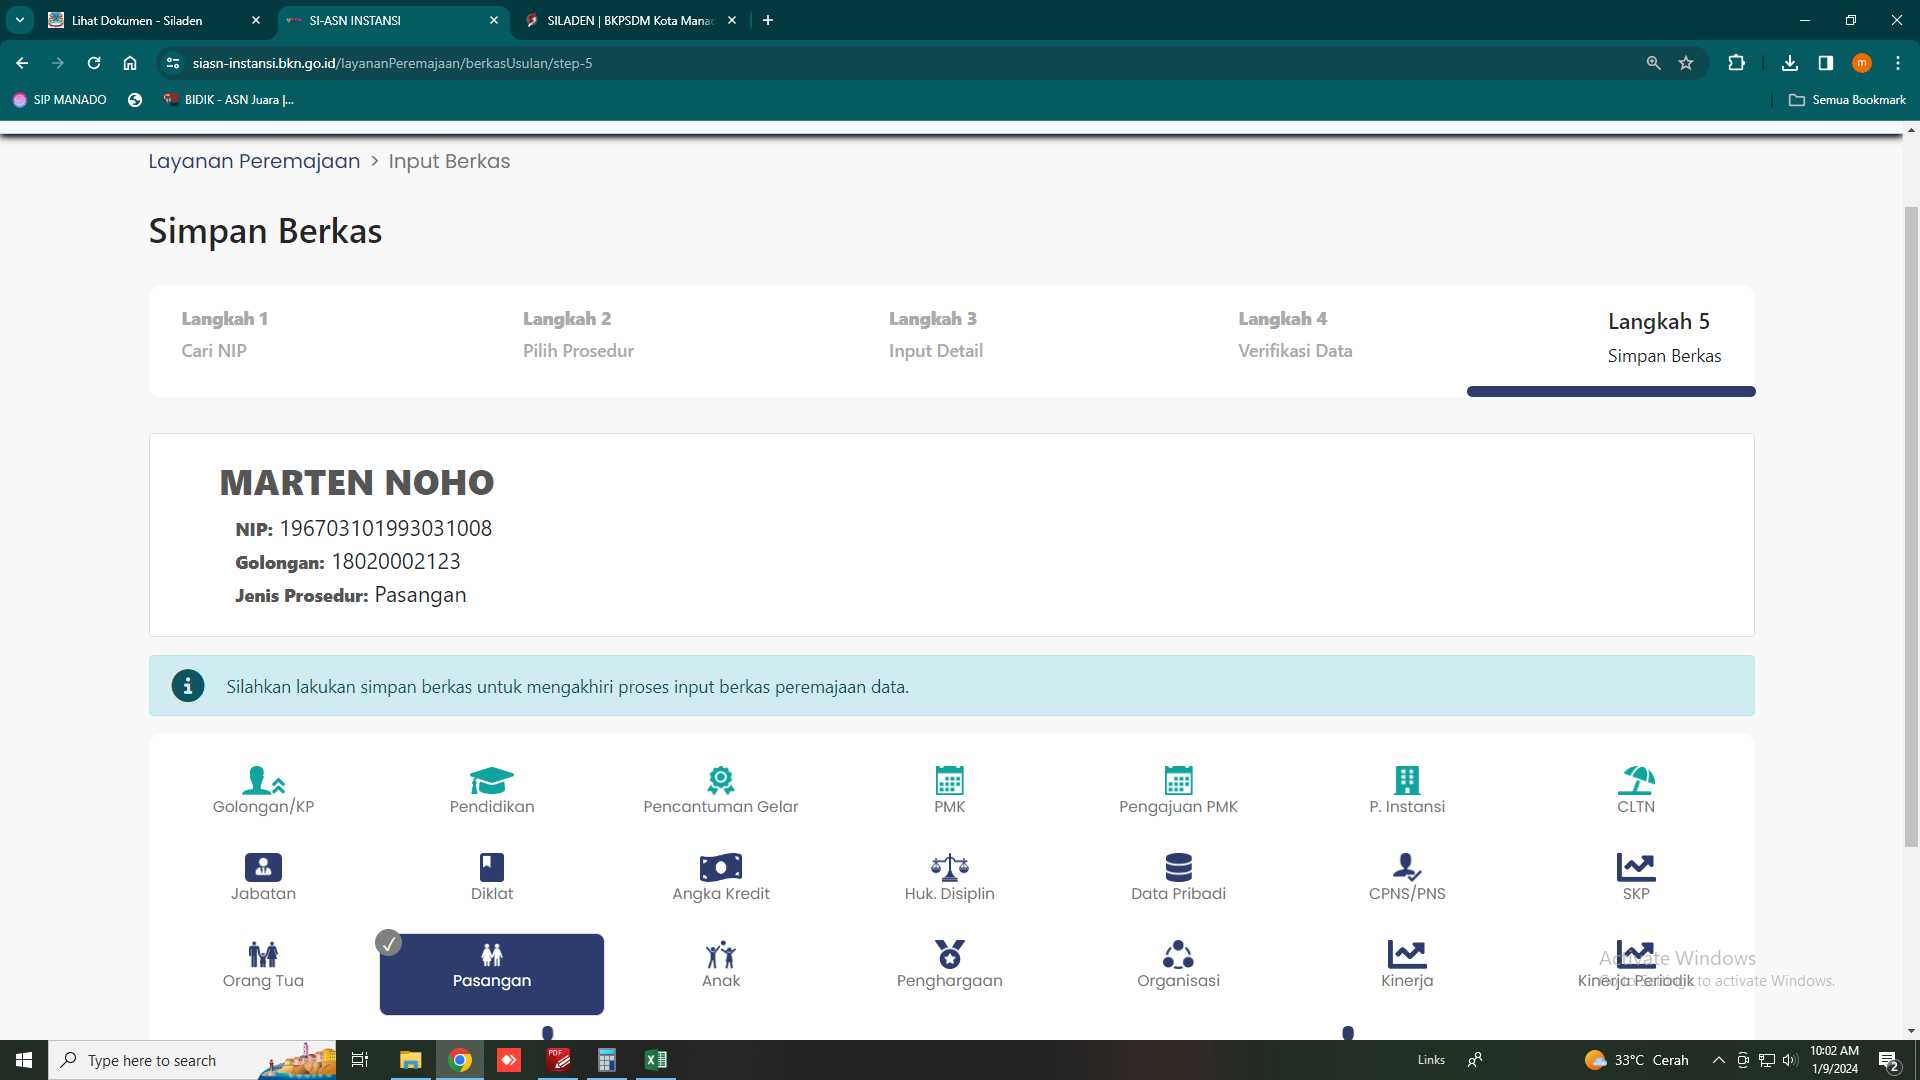 Lihat Dokumen - Siladen
SI-ASN INSTANSI
SILADEN | BKPSDM Kota Mana
siasn-instansi.bkn.go.id/layananPeremajaan/berkasUsulan/step-5
m
SIP MANADO
BIDIK - ASN Juara |...
Semua Bookmark
Layanan Peremajaan > Input Berkas
Simpan Berkas
Langkah 1
Cari NIP
Langkah 2
Pilih Prosedur
Langkah 3
Input Detail
Langkah 4
Verifikasi Data
Langkah 5
Simpan Berkas
MARTEN NOHO
NIP: 196703101993031008
Golongan: 18020002123
Jenis Prosedur: Pasangan
Silahkan lakukan simpan berkas untuk mengakhiri proses input berkas peremajaan data.
Golongan/KP
Pendidikan
Pencantuman Gelar
PMK
Pengajuan PMK
P. Instansi
CLTN
Jabatan
Diklat
Angka Kredit
Huk. Disiplin
Data Pribadi
CPNS/PNS
SKP
Orang Tua
Pasangan
Anak
Penghargaan
Organisasi
Kinerja
Kinerja Periodik
Activate Windows
Go to Settings to activate Windows.
Type here to search
PDF
Links
33°C Cerah
10:02 AM
1/9/2024
2